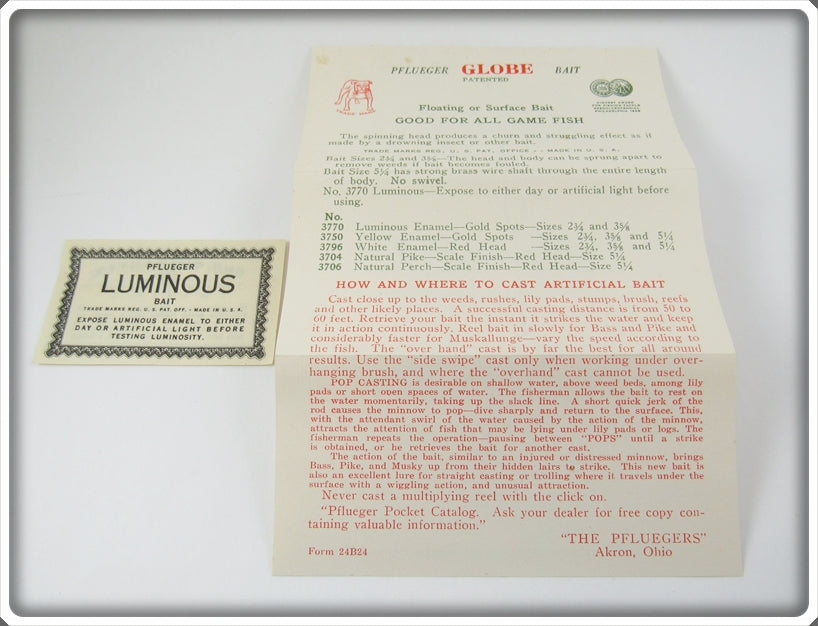 PFLUEGER
LUMINOUS
BAIT
TRADE MARKS REG. U. S. PAT. OFF. - MADE IN U. S. A.
EXPOSE LUMINOUS ENAMEL TO EITHER
DAY OR ARTIFICIAL LIGHT BEFORE
TESTING LUMINOSITY.
PFLUEGER GLOBE BAIT
PATENTED
TRADE MARK
HIGHEST AWARD
FOR FISHING TACKLE
SESQUICENTENNIAL
PHILADELPHIA 1926
Floating or Surface Bait
GOOD FOR ALL GAME FISH
The spinning head produces a churn and struggling effect as if
made by a drowning insect or other bait.
TRADE MARKS REG. U. S. PAT. OFFICE - - MADE IN U. S. A.
Bait Sizes 2¾ and 3⅝—The head and body can be sprung apart to
remove weeds if bait becomes fouled.
Bait Size 5¼ has strong brass wire shaft through the entire length
of body. No swivel.
No. 3770 Luminous—Expose to either day or artificial light before
using.
No.
3770 Luminous Enamel—Gold Spots—Sizes 2¾ and 3⅝
3750 Yellow Enamel—Gold Spots —Sizes 2¾, 3⅝ and 5¼
3796 White Enamel—Red Head —Sizes 2¾, 3⅝ and 5¼
3704 Natural Pike—Scale Finish—Red Head—Size 5¼
3706 Natural Perch—Scale Finish—Red Head—Size 5¼
HOW AND WHERE TO CAST ARTIFICIAL BAIT
Cast close up to the weeds, rushes, lily pads, stumps, brush, reefs
and other likely places. A successful casting distance is from 50 to
60 feet. Retrieve your bait the instant it strikes the water and keep
it in action continuously. Reel bait in slowly for Bass and Pike and
considerably faster for Muskallunge—vary the speed according to
the fish. The "over hand" cast is by far the best for all around
results. Use the "side swipe" cast only when working under over-
hanging brush, and where the "overhand" cast cannot be used.
POP CASTING is desirable on shallow water, above weed beds, among lily
pads or short open spaces of water. The fisherman allows the bait to rest on
the water momentarily, taking up the slack line. A short quick jerk of the
rod causes the minnow to pop—dive sharply and return to the surface. This,
with the attendant swirl of the water caused by the action of the minnow,
attracts the attention of fish that may be lying under lily pads or logs. The
fisherman repeats the operation—pausing between "POPS" until a strike
is obtained, or he retrieves the bait for another cast.
The action of the bait, similar to an injured or distressed minnow, brings
Bass, Pike, and Musky up from their hidden lairs to strike. This new bait is
also an excellent lure for straight casting or trolling where it travels under the
surface with a wiggling action, and unusual attraction.
Never cast a multiplying reel with the click on.
"Pflueger Pocket Catalog. Ask your dealer for free copy con-
taining valuable information."
"THE PFLUEGERS"
Form 24B24 Akron, Ohio